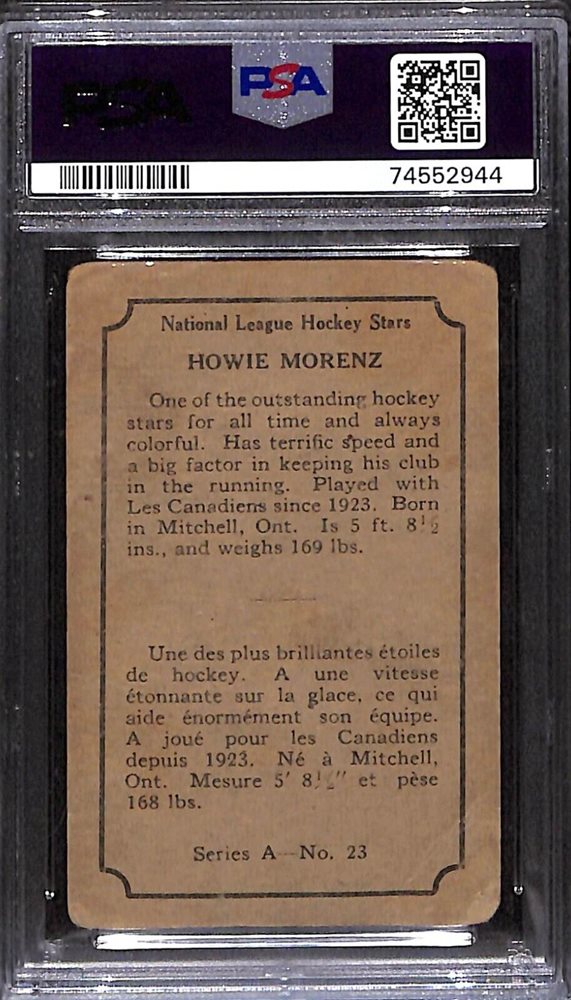 PSA
PSA
74552944
National League Hockey Stars
HOWIE MORENZ
One of the outstanding hockey
stars for all time and always
colorful. Has terrific speed and
a big factor in keeping his club
in the running. Played with
Les Canadiens since 1923. Born
in Mitchell, Ont. Is 5 ft. 8½
ins., and weighs 169 lbs.
Une des plus brilliantes étoiles
de hockey. A une vitesse
étonnante sur la glace, ce qui
aide énormément son équipe.
A joué pour les Canadiens
depuis 1923. Né à Mitchell,
Ont. Mesure 5′ 8½″ et pèse
168 lbs.
Series A—No. 23